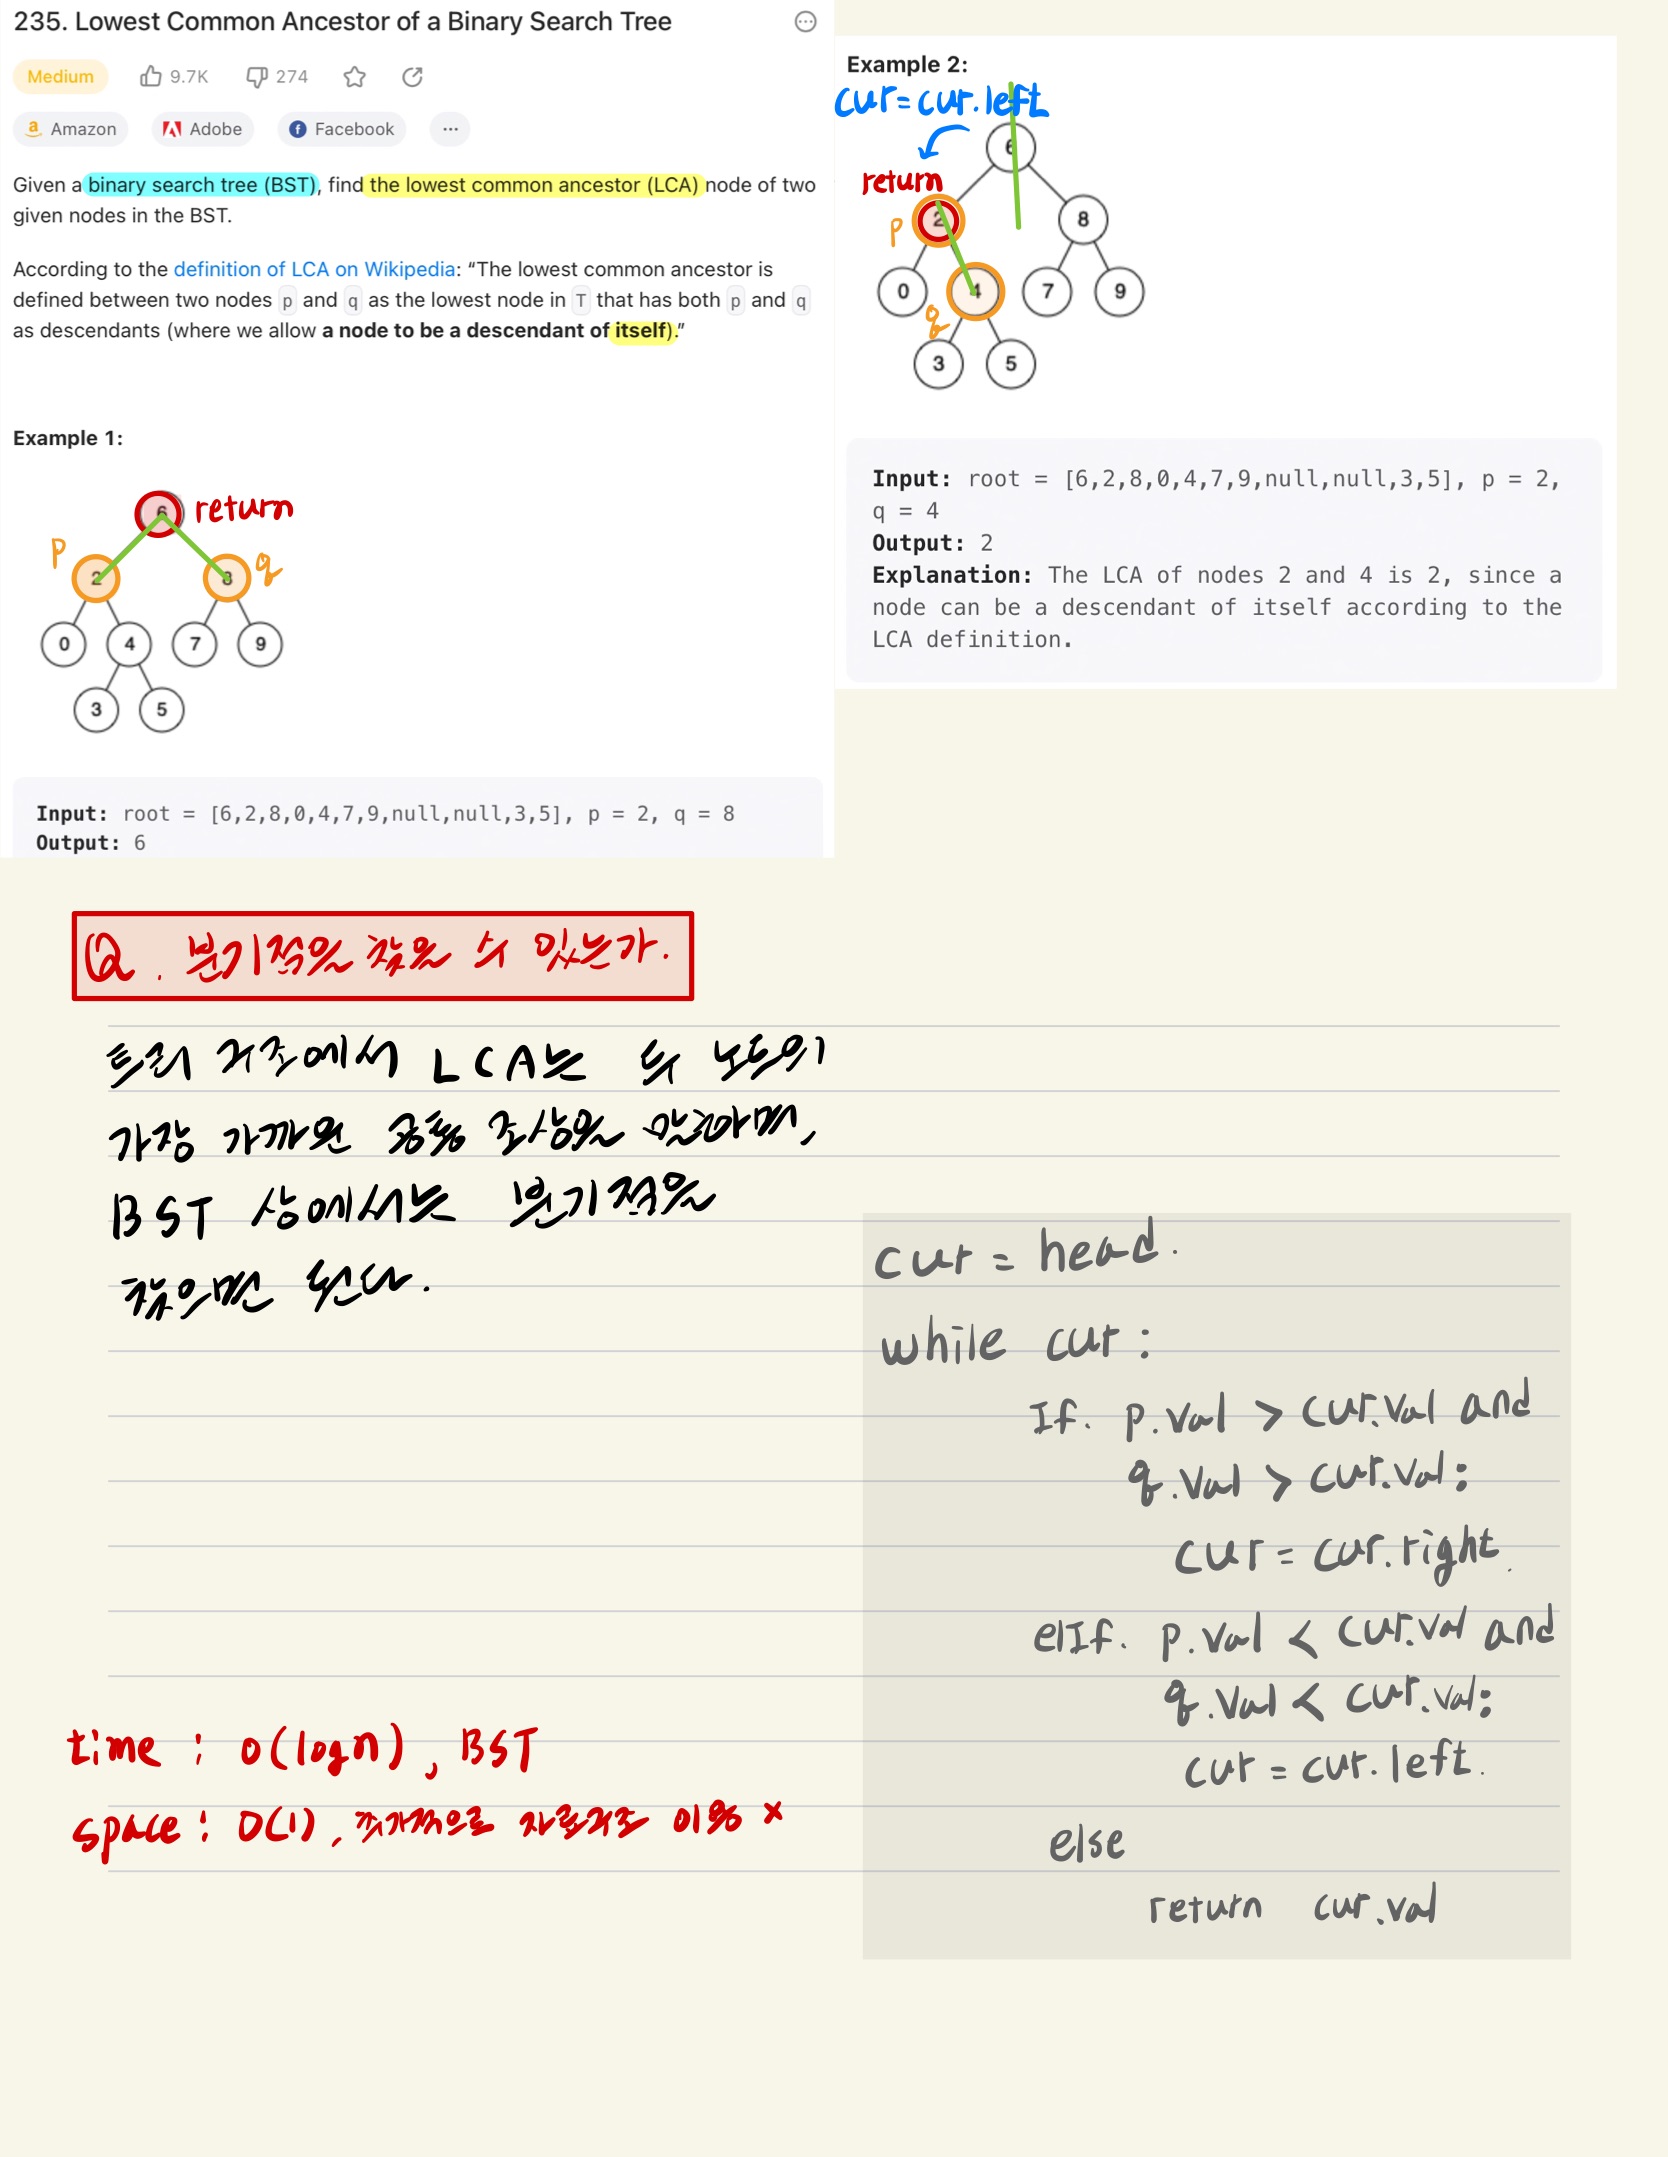 235. Lowest Common Ancestor of a Binary Search Tree
Medium 9.7K 274
Amazon Adobe Facebook ...
Given a binary search tree (BST), find the lowest common ancestor (LCA) node of two
given nodes in the BST.
According to the definition of LCA on Wikipedia: “The lowest common ancestor is
defined between two nodes p and q as the lowest node in T that has both p and q
as descendants (where we allow a node to be a descendant of itself).”
Example 1:
6 return
p 2 8 q
0 4 7 9
3 5
Input: root = [6,2,8,0,4,7,9,null,null,3,5], p = 2, q = 8
Output: 6
Example 2:
cur=cur.left
6
return
p 2 8
0 4 7 9
q
3 5
Input: root = [6,2,8,0,4,7,9,null,null,3,5], p = 2,
q = 4
Output: 2
Explanation: The LCA of nodes 2 and 4 is 2, since a
node can be a descendant of itself according to the
LCA definition.
Q. 분기점을 찾을 수 있는가.
트리 구조에서 LCA는 두 노드의
가장 가까운 공통 조상을 말하며,
BST 상에서는 분기점을
찾으면 된다.
time : O(logn), BST
space : O(1), 추가적으로 자료구조 이용 x
cur = head.
while cur :
If. p.val > cur.val and
q.val > cur.val:
cur = cur.right.
elIf. p.val < cur.val and
q.val < cur.val:
cur = cur.left.
else
return cur.val